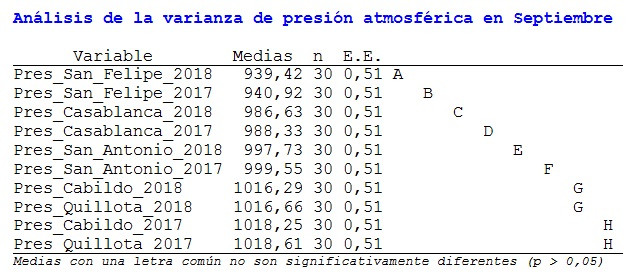 Análisis de la varianza de presión atmosférica en Septiembre
Variable Medias n E.E.
Pres_San_Felipe_2018 939,42 30 0,51 A
Pres_San_Felipe_2017 940,92 30 0,51 B
Pres_Casablanca_2018 986,63 30 0,51 C
Pres_Casablanca_2017 988,33 30 0,51 D
Pres_San_Antonio_2018 997,73 30 0,51 E
Pres_San_Antonio_2017 999,55 30 0,51 F
Pres_Cabildo_2018 1016,29 30 0,51 G
Pres_Quillota_2018 1016,66 30 0,51 G
Pres_Cabildo_2017 1018,25 30 0,51 H
Pres_Quillota_2017 1018,61 30 0,51 H
Medias con una letra común no son significativamente diferentes (p > 0,05)